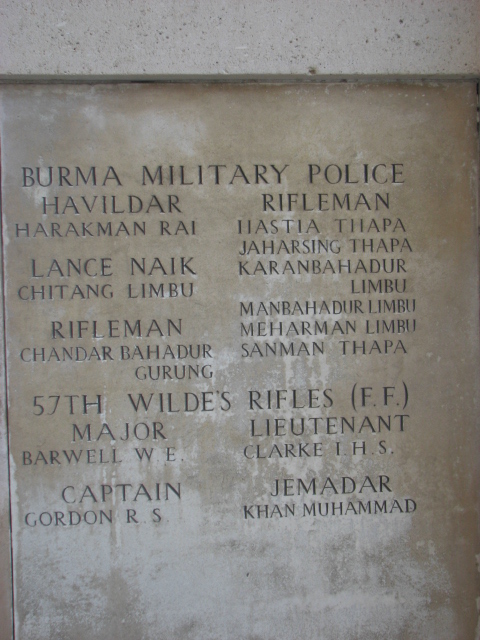 BURMA MILITARY POLICE
HAVILDAR
HARAKMAN RAI
LANCE NAIK
CHITANG LIMBU
RIFLEMAN
CHANDAR BAHADUR
GURUNG
RIFLEMAN
HASTIA THAPA
JAHARSING THAPA
KARANBAHADUR
LIMBU
MANBAHADUR LIMBU
MEHARMAN LIMBU
SANMAN THAPA
57TH WILDE'S RIFLES (F.F.)
MAJOR
BARWELL W.E.
CAPTAIN
GORDON R.S.
LIEUTENANT
CLARKE I.H.S.
JEMADAR
KHAN MUHAMMAD